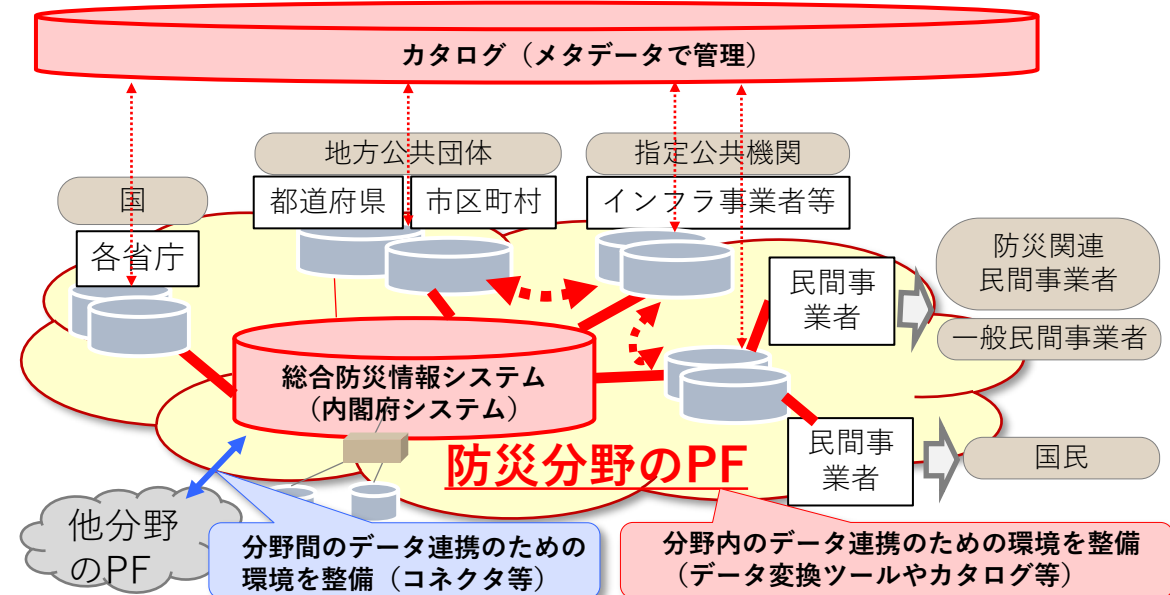 カタログ（メタデータで管理）
地方公共団体
指定公共機関
国
都道府県
市区町村
インフラ事業者等
各省庁
防災関連
民間事業者
民間事
業者
一般民間事業者
総合防災情報システム
（内閣府システム）
防災分野のPF
民間事
業者
国民
他分野
のPF
分野間のデータ連携のための
環境を整備（コネクタ等）
分野内のデータ連携のための環境を整備
（データ変換ツールやカタログ等）